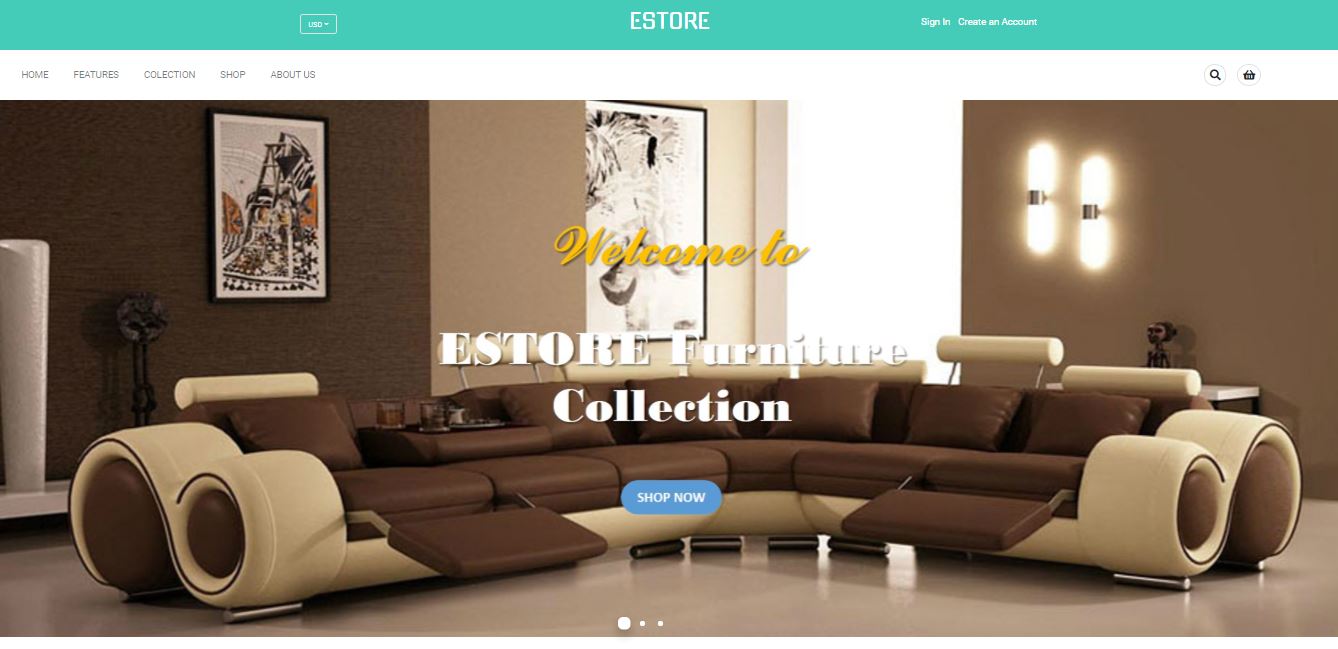 USD
ESTORE
Sign In Create an Account
HOME FEATURES COLECTION SHOP ABOUT US
Welcome to
ESTORE Furniture
Collection
SHOP NOW